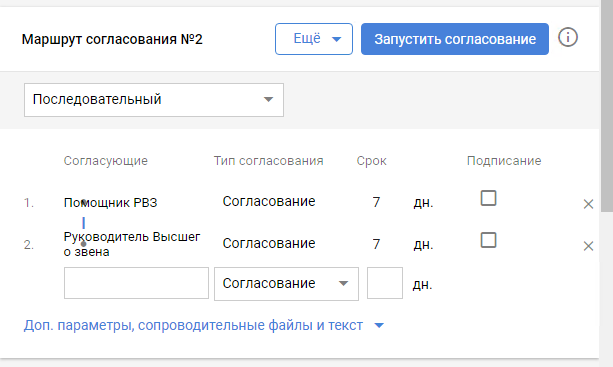 Маршрут согласования №2
Ещё
Запустить согласование
Последовательный
Согласующие Тип согласования Срок Подписание
1. Помощник РВЗ Согласование 7 дн.
2. Руководитель Высшег
о звена Согласование 7 дн.
Согласование дн.
Доп. параметры, сопроводительные файлы и текст